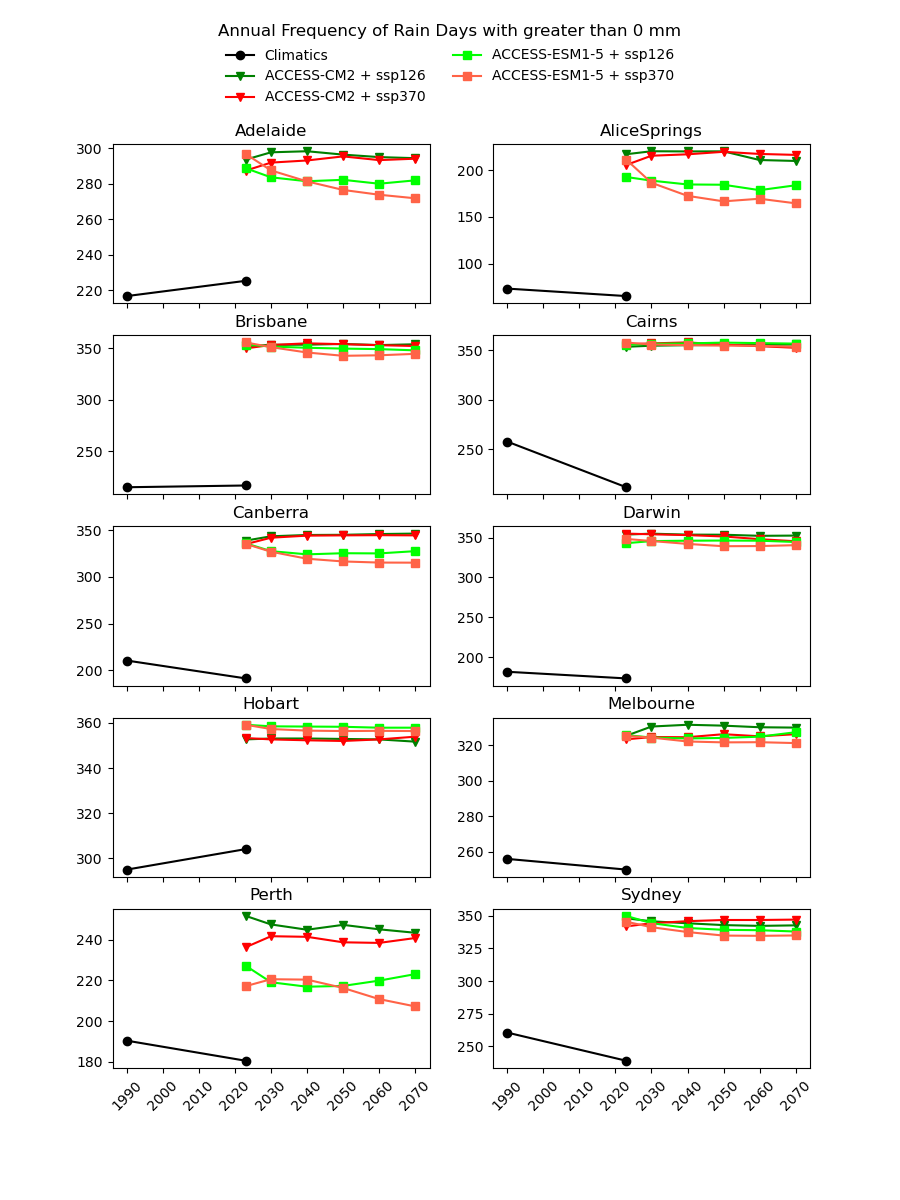 Annual Frequency of Rain Days with greater than 0 mm
Climatics
ACCESS-CM2 + ssp126
ACCESS-CM2 + ssp370
ACCESS-ESM1-5 + ssp126
ACCESS-ESM1-5 + ssp370
Adelaide
300
280
260
240
220
AliceSprings
200
150
100
Brisbane
350
300
250
Cairns
350
300
250
Canberra
350
300
250
200
Darwin
350
300
250
200
Hobart
360
340
320
300
Melbourne
320
300
280
260
Perth
240
220
200
180
1990 2000 2010 2020 2030 2040 2050 2060 2070
Sydney
350
325
300
275
250
1990 2000 2010 2020 2030 2040 2050 2060 2070